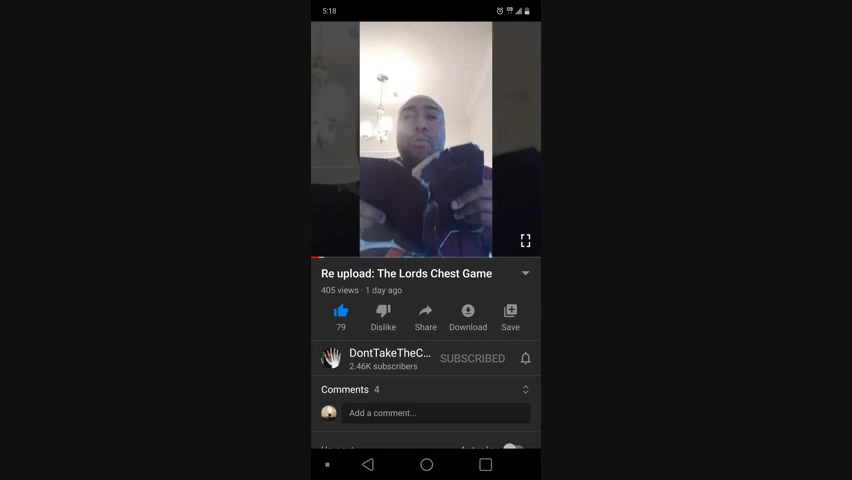 5:18
Re upload: The Lords Chest Game
405 views · 1 day ago
79
Dislike
Share
Download
Save
DontTakeTheC...
SUBSCRIBED
2.46K subscribers
Comments 4
Add a comment...